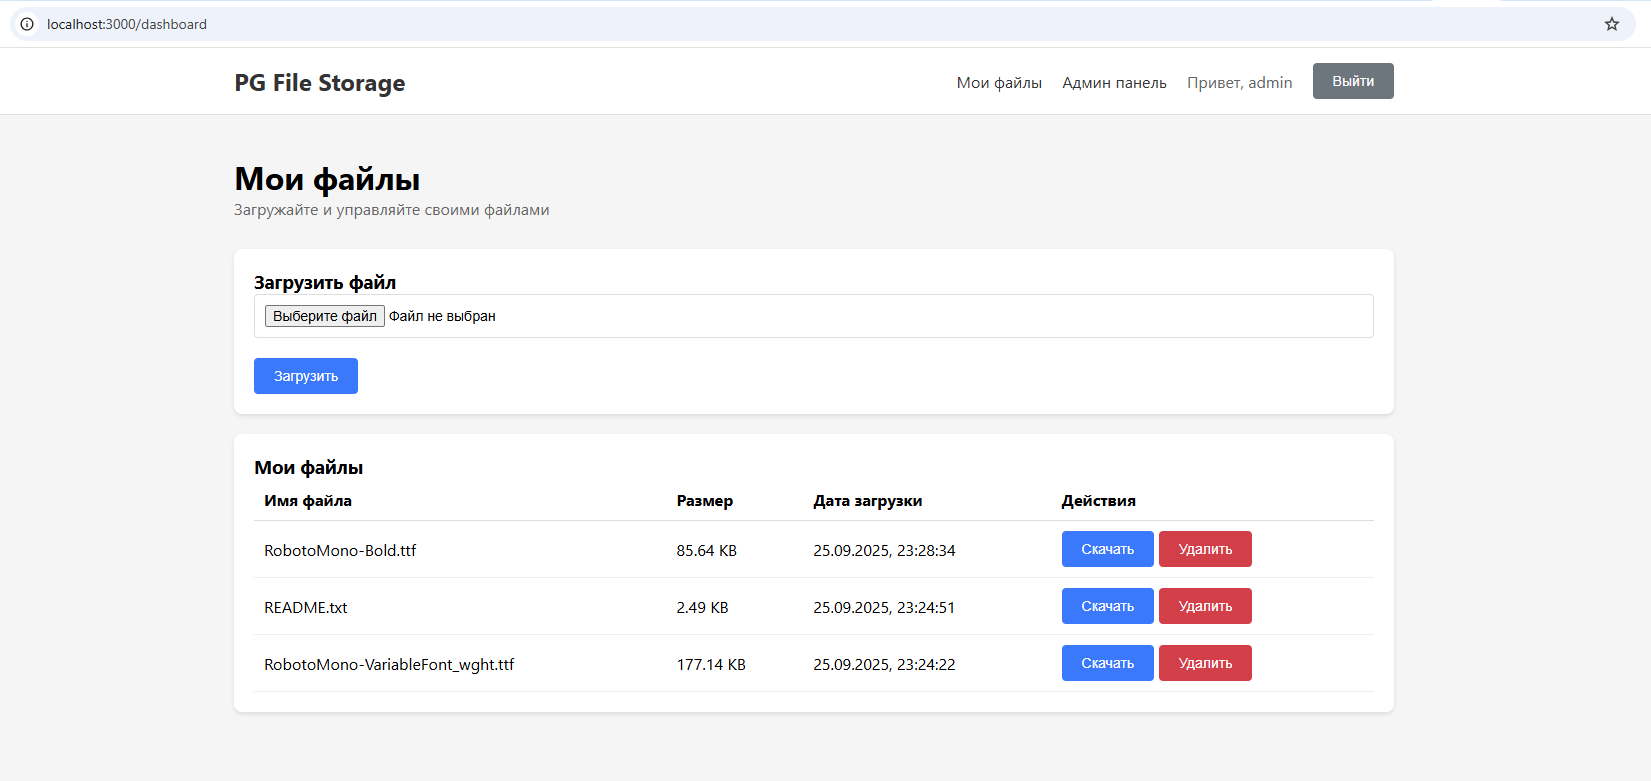 localhost:3000/dashboard
PG File Storage Мои файлы Админ панель Привет, admin Выйти
Мои файлы
Загружайте и управляйте своими файлами
Загрузить файл
Выберите файл Файл не выбран
Загрузить
Мои файлы
Имя файла Размер Дата загрузки Действия
RobotoMono-Bold.ttf 85.64 KB 25.09.2025, 23:28:34 Скачать Удалить
README.txt 2.49 KB 25.09.2025, 23:24:51 Скачать Удалить
RobotoMono-VariableFont_wght.ttf 177.14 KB 25.09.2025, 23:24:22 Скачать Удалить